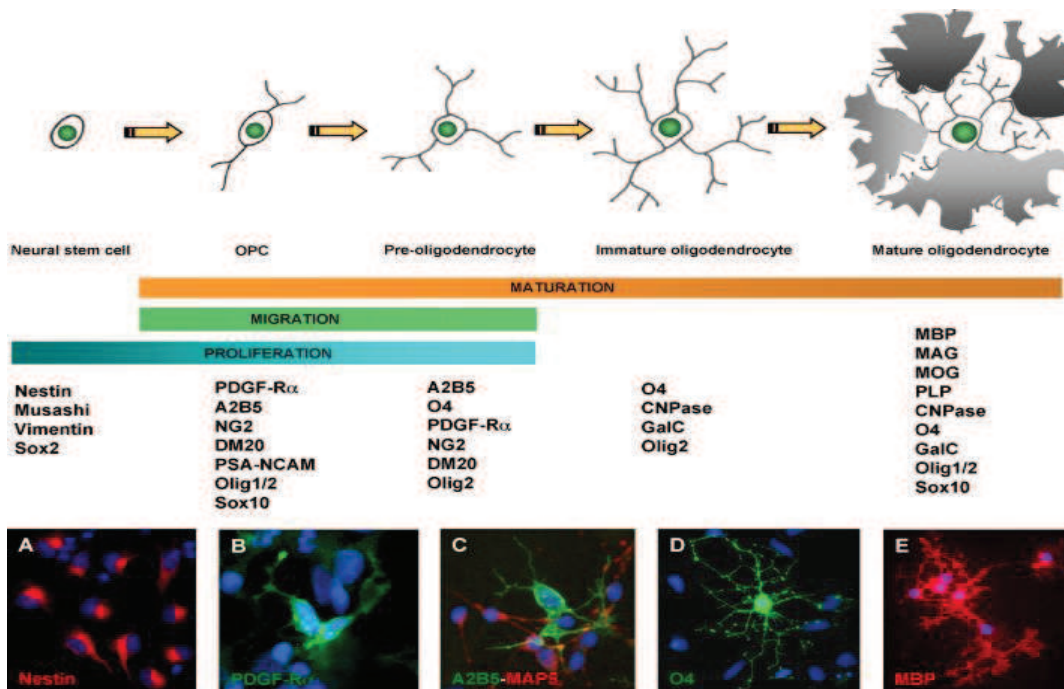 Neural stem cell
OPC
Pre-oligodendrocyte
Immature oligodendrocyte
Mature oligodendrocyte
MATURATION
MIGRATION
PROLIFERATION
Nestin
Musashi
Vimentin
Sox2
PDGF-Rα
A2B5
NG2
DM20
PSA-NCAM
Olig1/2
Sox10
A2B5
O4
PDGF-Rα
NG2
DM20
Olig2
O4
CNPase
GalC
Olig2
MBP
MAG
MOG
PLP
CNPase
O4
GalC
Olig1/2
Sox10
A
Nestin
B
PDGF-Rα
C
A2B5-MAP5
D
O4
E
MBP